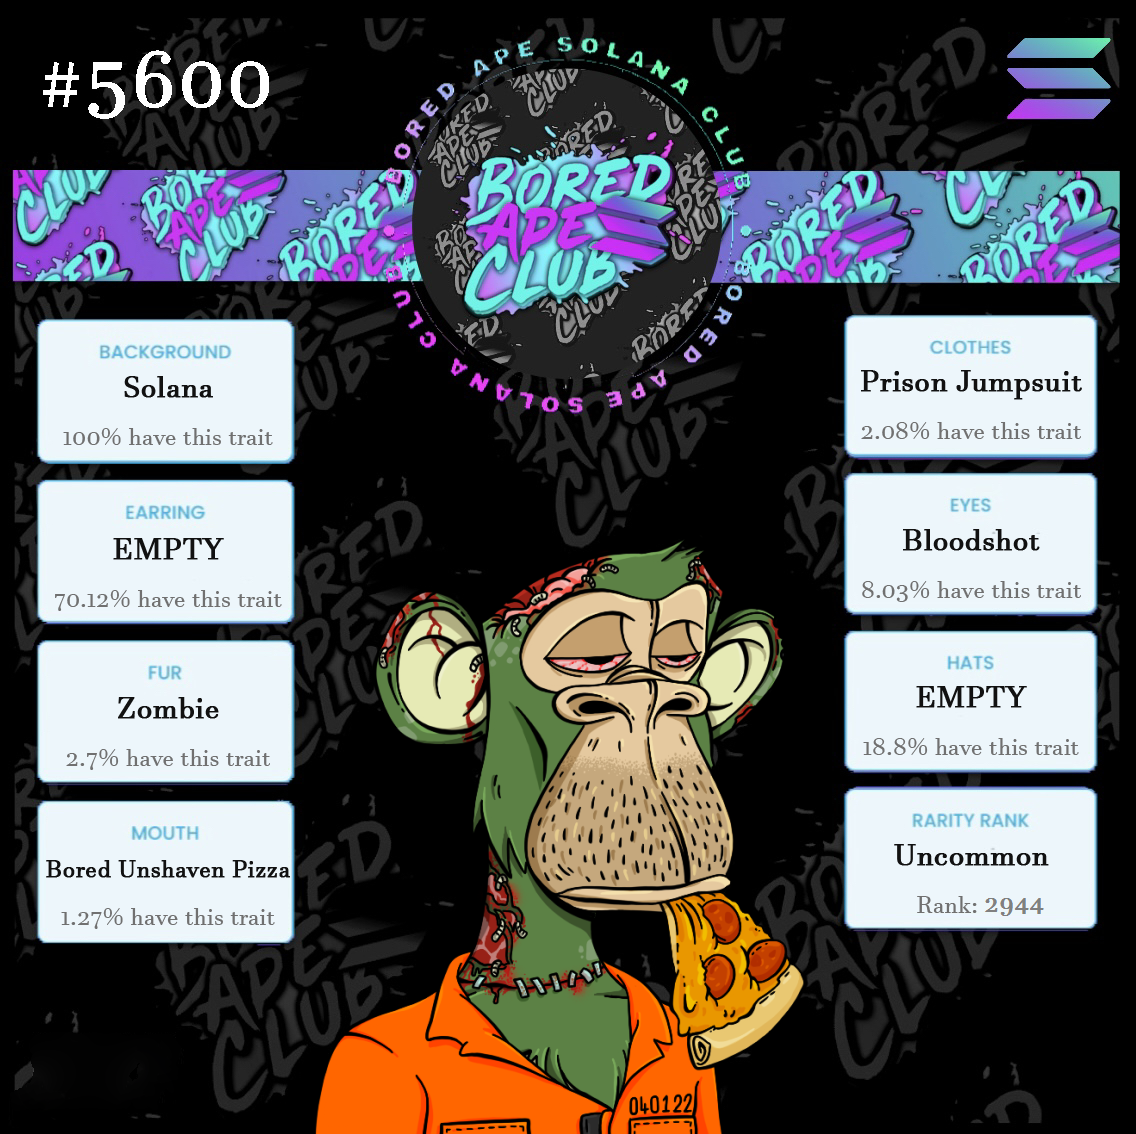 #5600
BORED APE SOLANA CLUB
BORED APE SOLANA CLUB
BORED
APE
CLUB
BACKGROUND
Solana
100% have this trait
EARRING
EMPTY
70.12% have this trait
FUR
Zombie
2.7% have this trait
MOUTH
Bored Unshaven Pizza
1.27% have this trait
CLOTHES
Prison Jumpsuit
2.08% have this trait
EYES
Bloodshot
8.03% have this trait
HATS
EMPTY
18.8% have this trait
RARITY RANK
Uncommon
Rank: 2944
040122